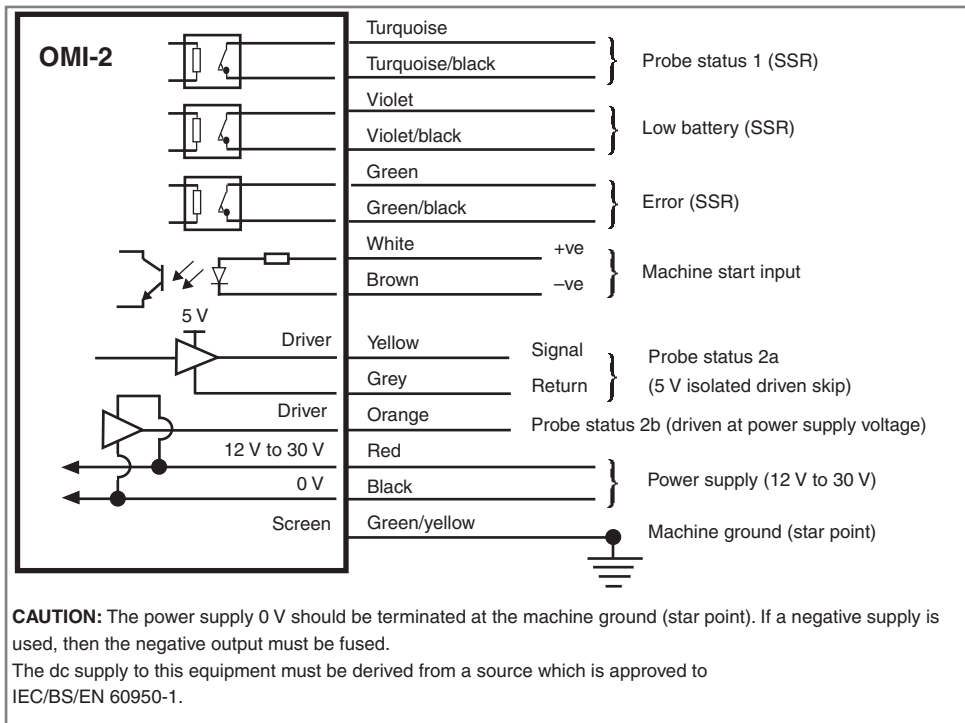 OMI-2
Turquoise
Turquoise/black
Probe status 1 (SSR)
Violet
Violet/black
Low battery (SSR)
Green
Green/black
Error (SSR)
White
+ve
Brown
–ve
Machine start input
5 V
Driver
Yellow
Signal
Grey
Return
Probe status 2a
(5 V isolated driven skip)
Driver
Orange
Probe status 2b (driven at power supply voltage)
12 V to 30 V
Red
0 V
Black
Power supply (12 V to 30 V)
Screen
Green/yellow
Machine ground (star point)
CAUTION: The power supply 0 V should be terminated at the machine ground (star point). If a negative supply is
used, then the negative output must be fused.
The dc supply to this equipment must be derived from a source which is approved to
IEC/BS/EN 60950-1.